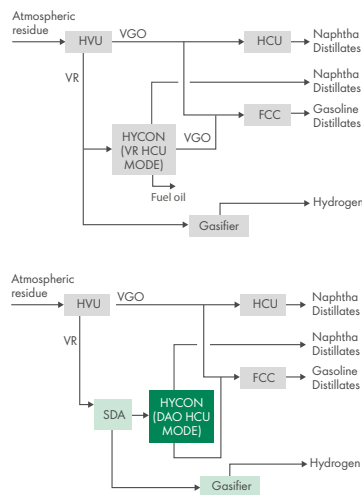 Atmospheric
residue
HVU
VGO
HCU
Naphtha
Distillates
VR
Naphtha
Distillates
HYCON
(VR HCU
MODE)
VGO
FCC
Gasoline
Distillates
Fuel oil
Hydrogen
Gasifier
Atmospheric
residue
HVU
VGO
HCU
Naphtha
Distillates
VR
Naphtha
Distillates
SDA
HYCON
(DAO HCU
MODE)
FCC
Gasoline
Distillates
Hydrogen
Gasifier